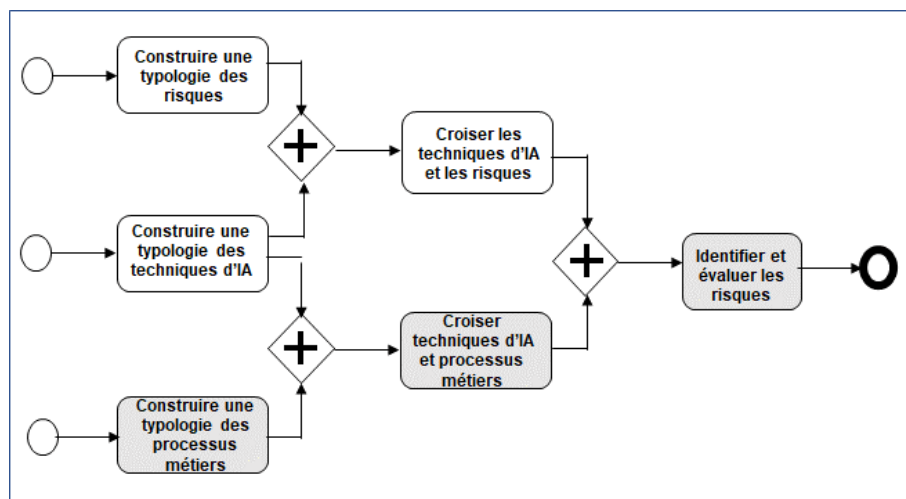 Construire une
typologie des
risques
Croiser les
techniques d'IA
et les risques
Construire une
typologie des
techniques d'IA
Identifier et
évaluer les
risques
Croiser
techniques d'IA
et processus
métiers
Construire une
typologie des
processus
métiers